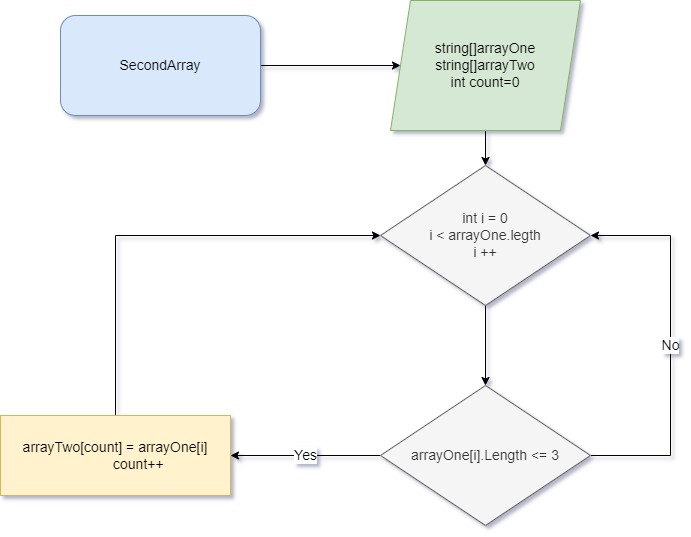 SecondArray
string[]arrayOne
string[]arrayTwo
int count=0
int i = 0
i < arrayOne.legth
i ++
No
arrayOne[i].Length <= 3
Yes
arrayTwo[count] = arrayOne[i]
count++